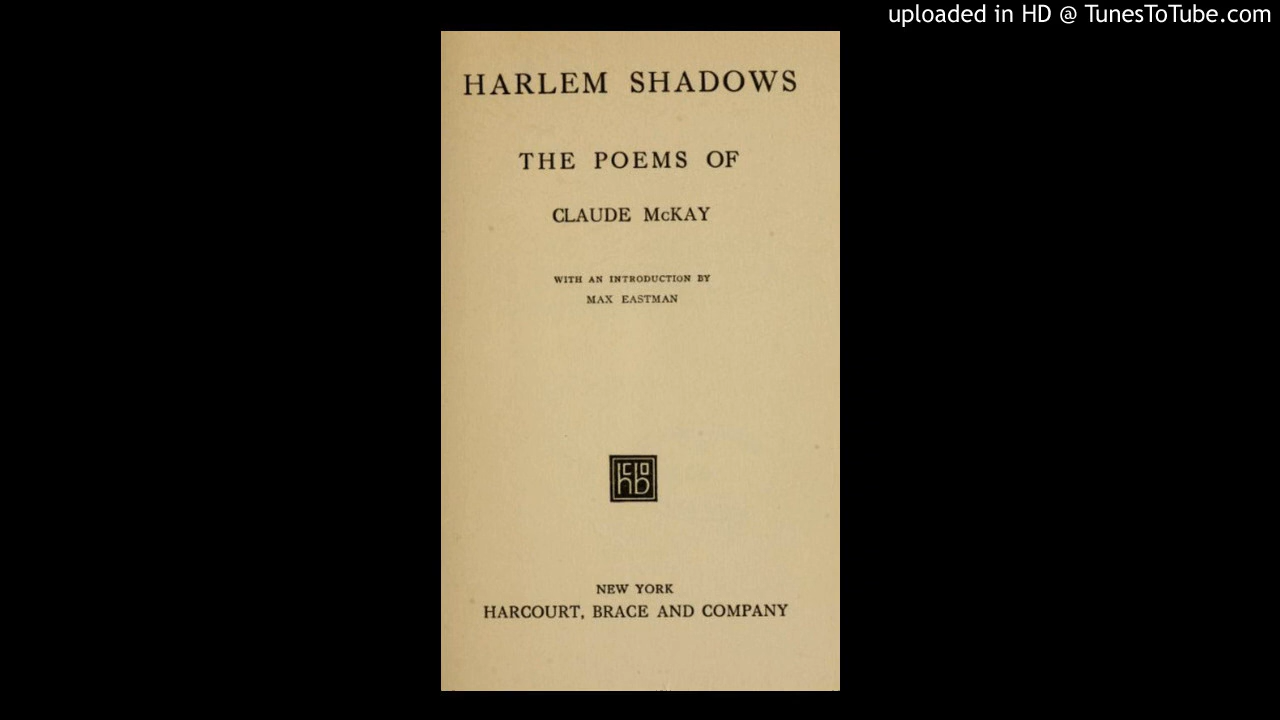 uploaded in HD @ TunesToTube.com
HARLEM SHADOWS
THE POEMS OF
CLAUDE McKAY
WITH AN INTRODUCTION BY
MAX EASTMAN
hcbo
NEW YORK
HARCOURT, BRACE AND COMPANY